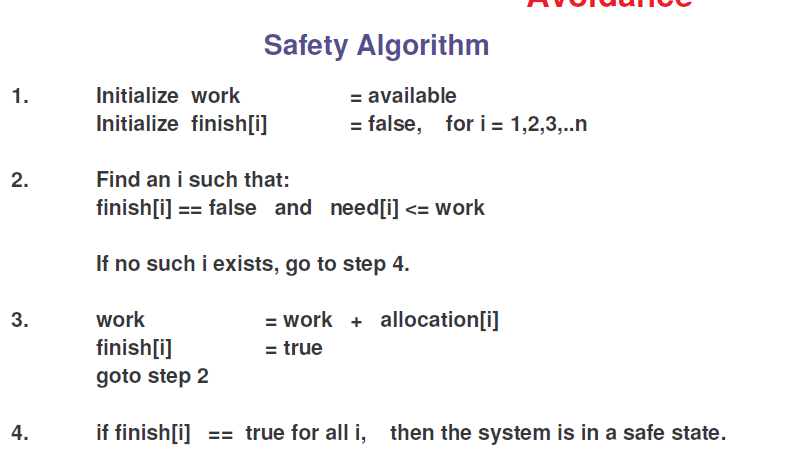 Avoidance
Safety Algorithm
1. Initialize work = available
Initialize finish[i] = false, for i = 1,2,3,..n
2. Find an i such that:
finish[i] == false and need[i] <= work
If no such i exists, go to step 4.
3. work = work + allocation[i]
finish[i] = true
goto step 2
4. if finish[i] == true for all i, then the system is in a safe state.